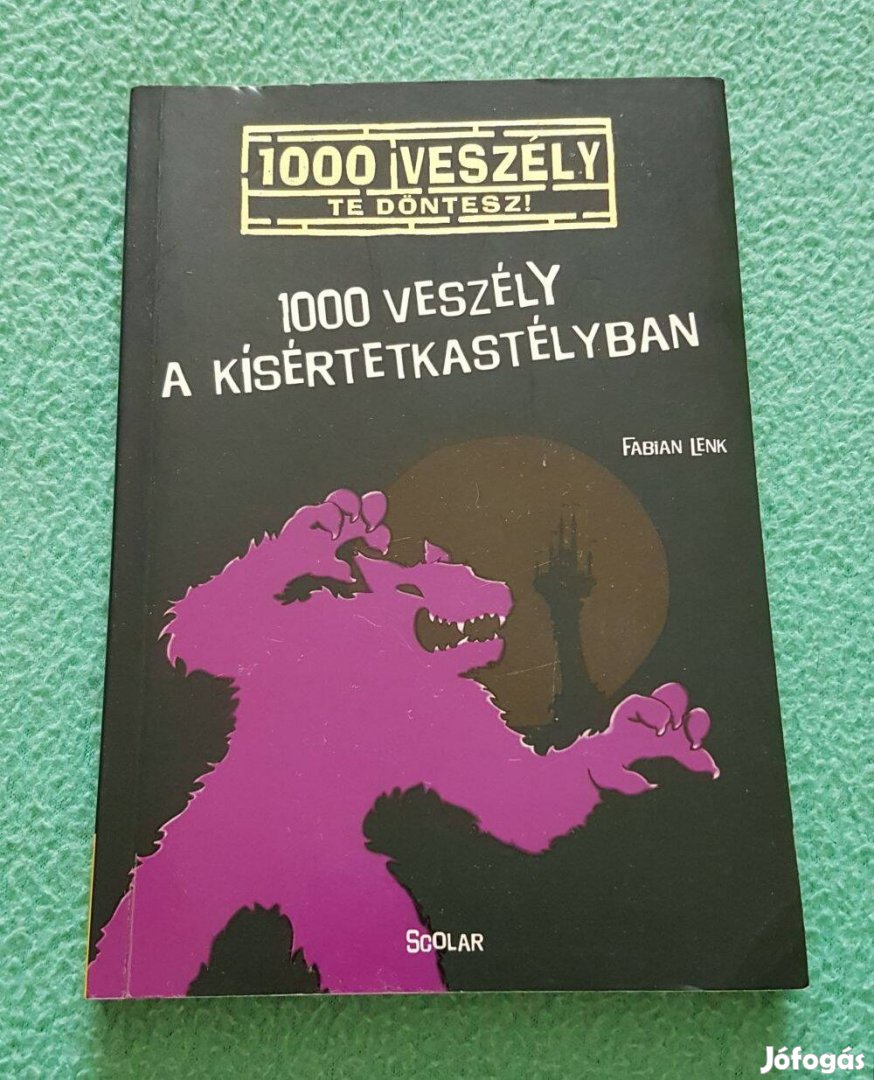 1000 VESZÉLY
TE DÖNTESZ!
1000 VESZÉLY
A KÍSÉRTETKASTÉLYBAN
FABIAN LENK
SCOLAR
Jófogás